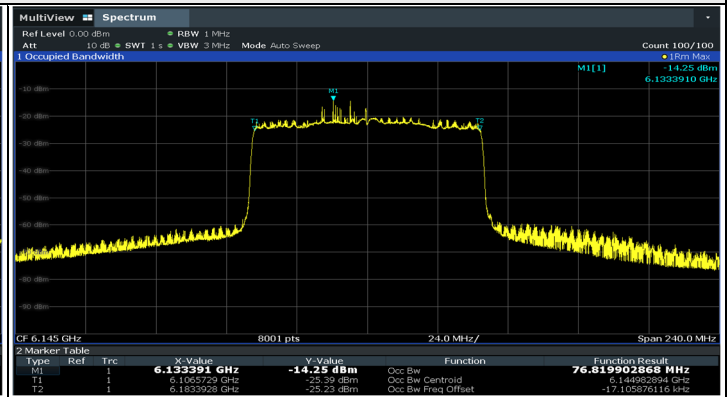 MultiView Spectrum
Ref Level 0.00 dBm RBW 1 MHz
Att 10 dB SWT 1 s VBW 3 MHz Mode Auto Sweep Count 100/100
1 Occupied Bandwidth 1Rm Max
M1[1] -14.25 dBm
6.1333910 GHz
-10 dBm
M1
-20 dBm
T1 T2
-30 dBm
-40 dBm
-50 dBm
-60 dBm
-80 dBm
-90 dBm
CF 6.145 GHz 8001 pts 24.0 MHz/ Span 240.0 MHz
2 Marker Table
Type Ref Trc X-Value Y-Value Function Function Result
M1 1 6.133391 GHz -14.25 dBm Occ Bw 76.819902868 MHz
T1 1 6.1065729 GHz -25.39 dBm Occ Bw Centroid 6.144982894 GHz
T2 1 6.1833928 GHz -25.23 dBm Occ Bw Freq Offset -17.105876116 kHz